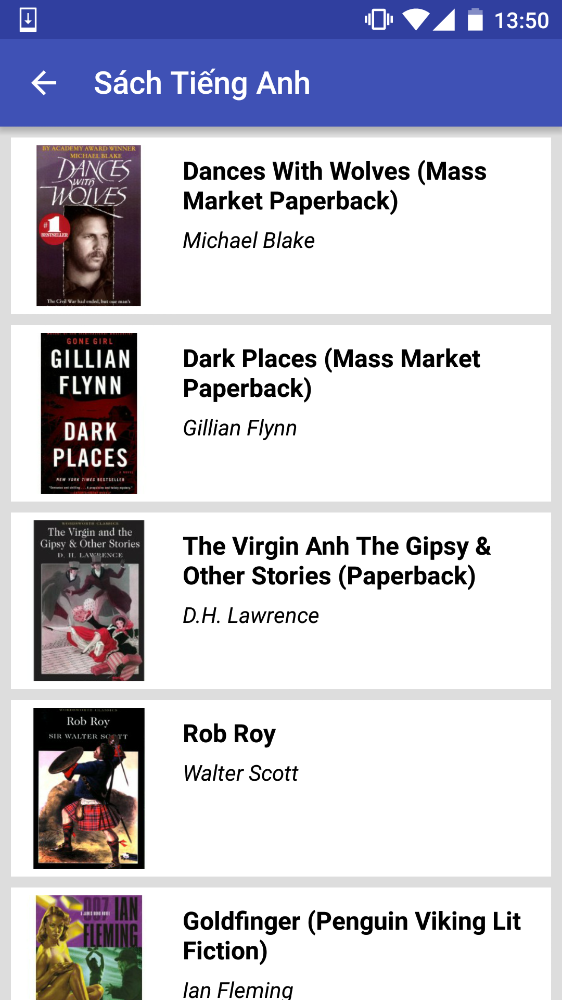 13:50
Sách Tiếng Anh
BY ACADEMY AWARD WINNER
MICHAEL BLAKE
DANCES
WITH
WOLVES
#1
BESTSELLER
The Civil War had ended, but one man's
Dances With Wolves (Mass
Market Paperback)
Michael Blake
GONE GIRL
GILLIAN
FLYNN
DARK
PLACES
A NOVEL
NEW YORK TIMES BESTSELLER
Dark Places (Mass Market
Paperback)
Gillian Flynn
WORDSWORTH CLASSICS
The Virgin and the
Gipsy & Other Stories
D. H. LAWRENCE
The Virgin Anh The Gipsy &
Other Stories (Paperback)
D.H. Lawrence
WORDSWORTH CLASSICS
Rob Roy
SIR WALTER SCOTT
Rob Roy
Walter Scott
007 IAN
A JAMES BOND NOVEL
FLEMING
Goldfinger (Penguin Viking Lit
Fiction)
Ian Fleming